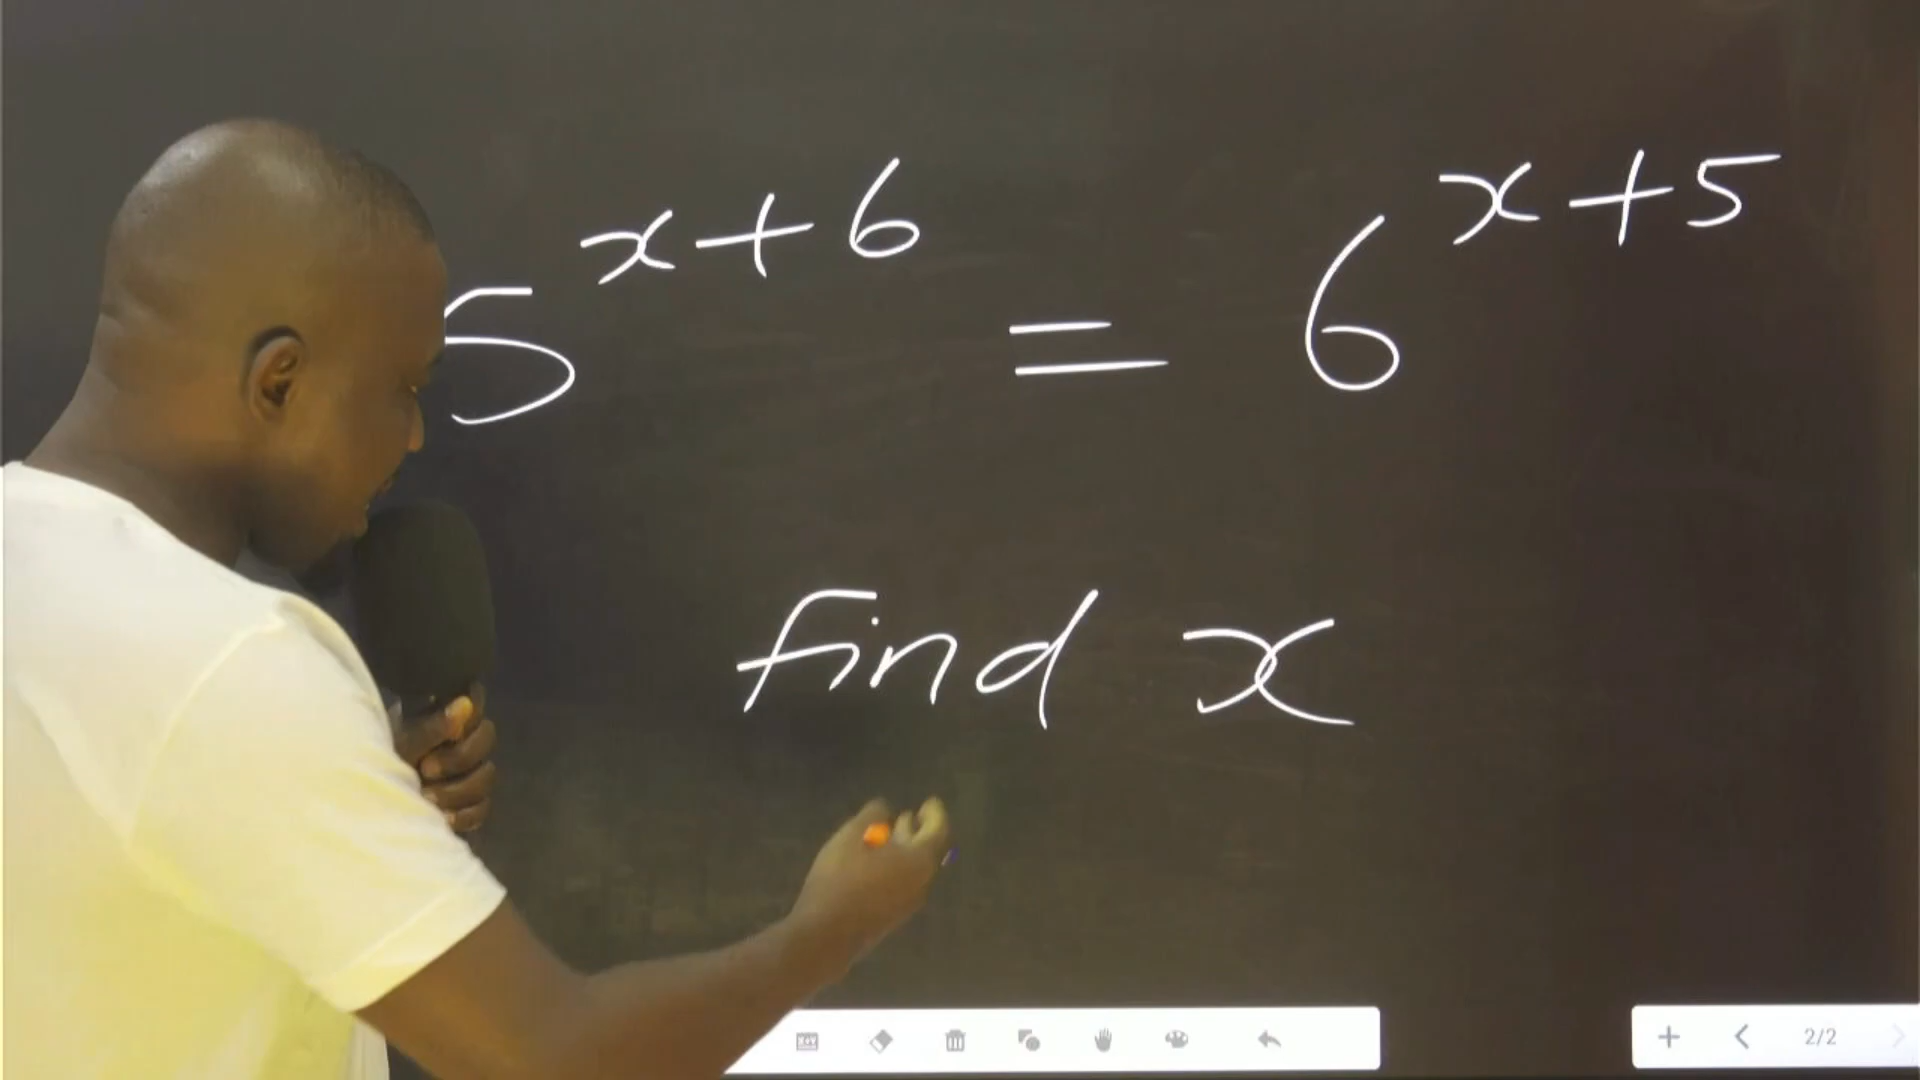 5^{x+6} = 6^{x+5}
find x
2/2